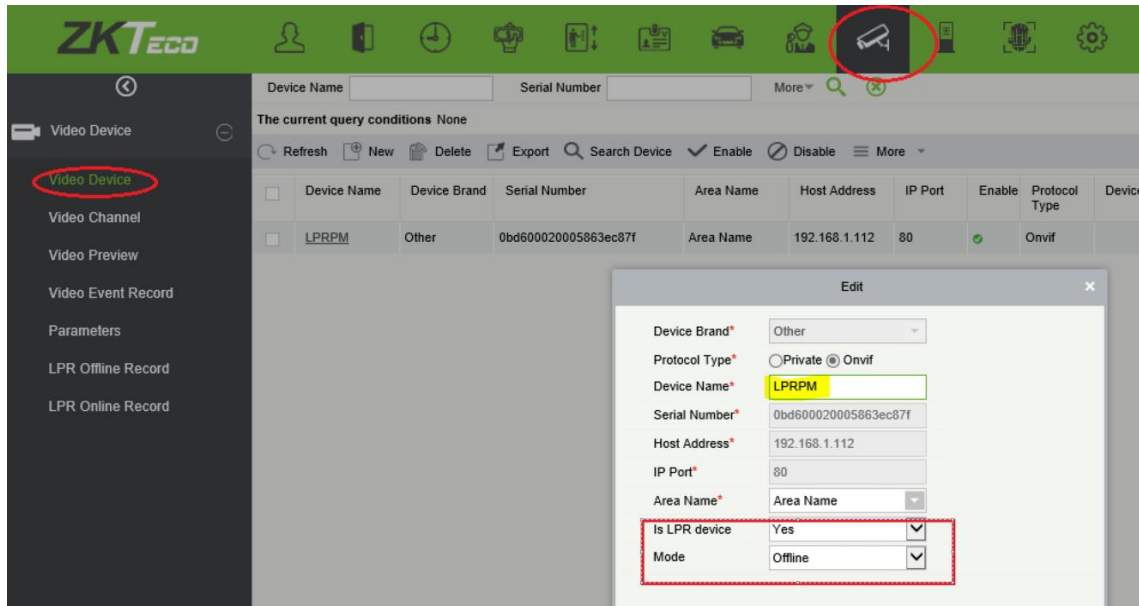 ZKTeco
Device Name Serial Number More
The current query conditions None
Refresh New Delete Export Search Device Enable Disable More
Device Name Device Brand Serial Number Area Name Host Address IP Port Enable Protocol Type Device
LPRPM Other 0bd600020005863ec87f Area Name 192.168.1.112 80 Onvif
Video Device
Video Device
Video Channel
Video Preview
Video Event Record
Parameters
LPR Offline Record
LPR Online Record
Edit
Device Brand* Other
Protocol Type* Private Onvif
Device Name* LPRPM
Serial Number* 0bd600020005863ec87f
Host Address* 192.168.1.112
IP Port* 80
Area Name* Area Name
Is LPR device Yes
Mode Offline